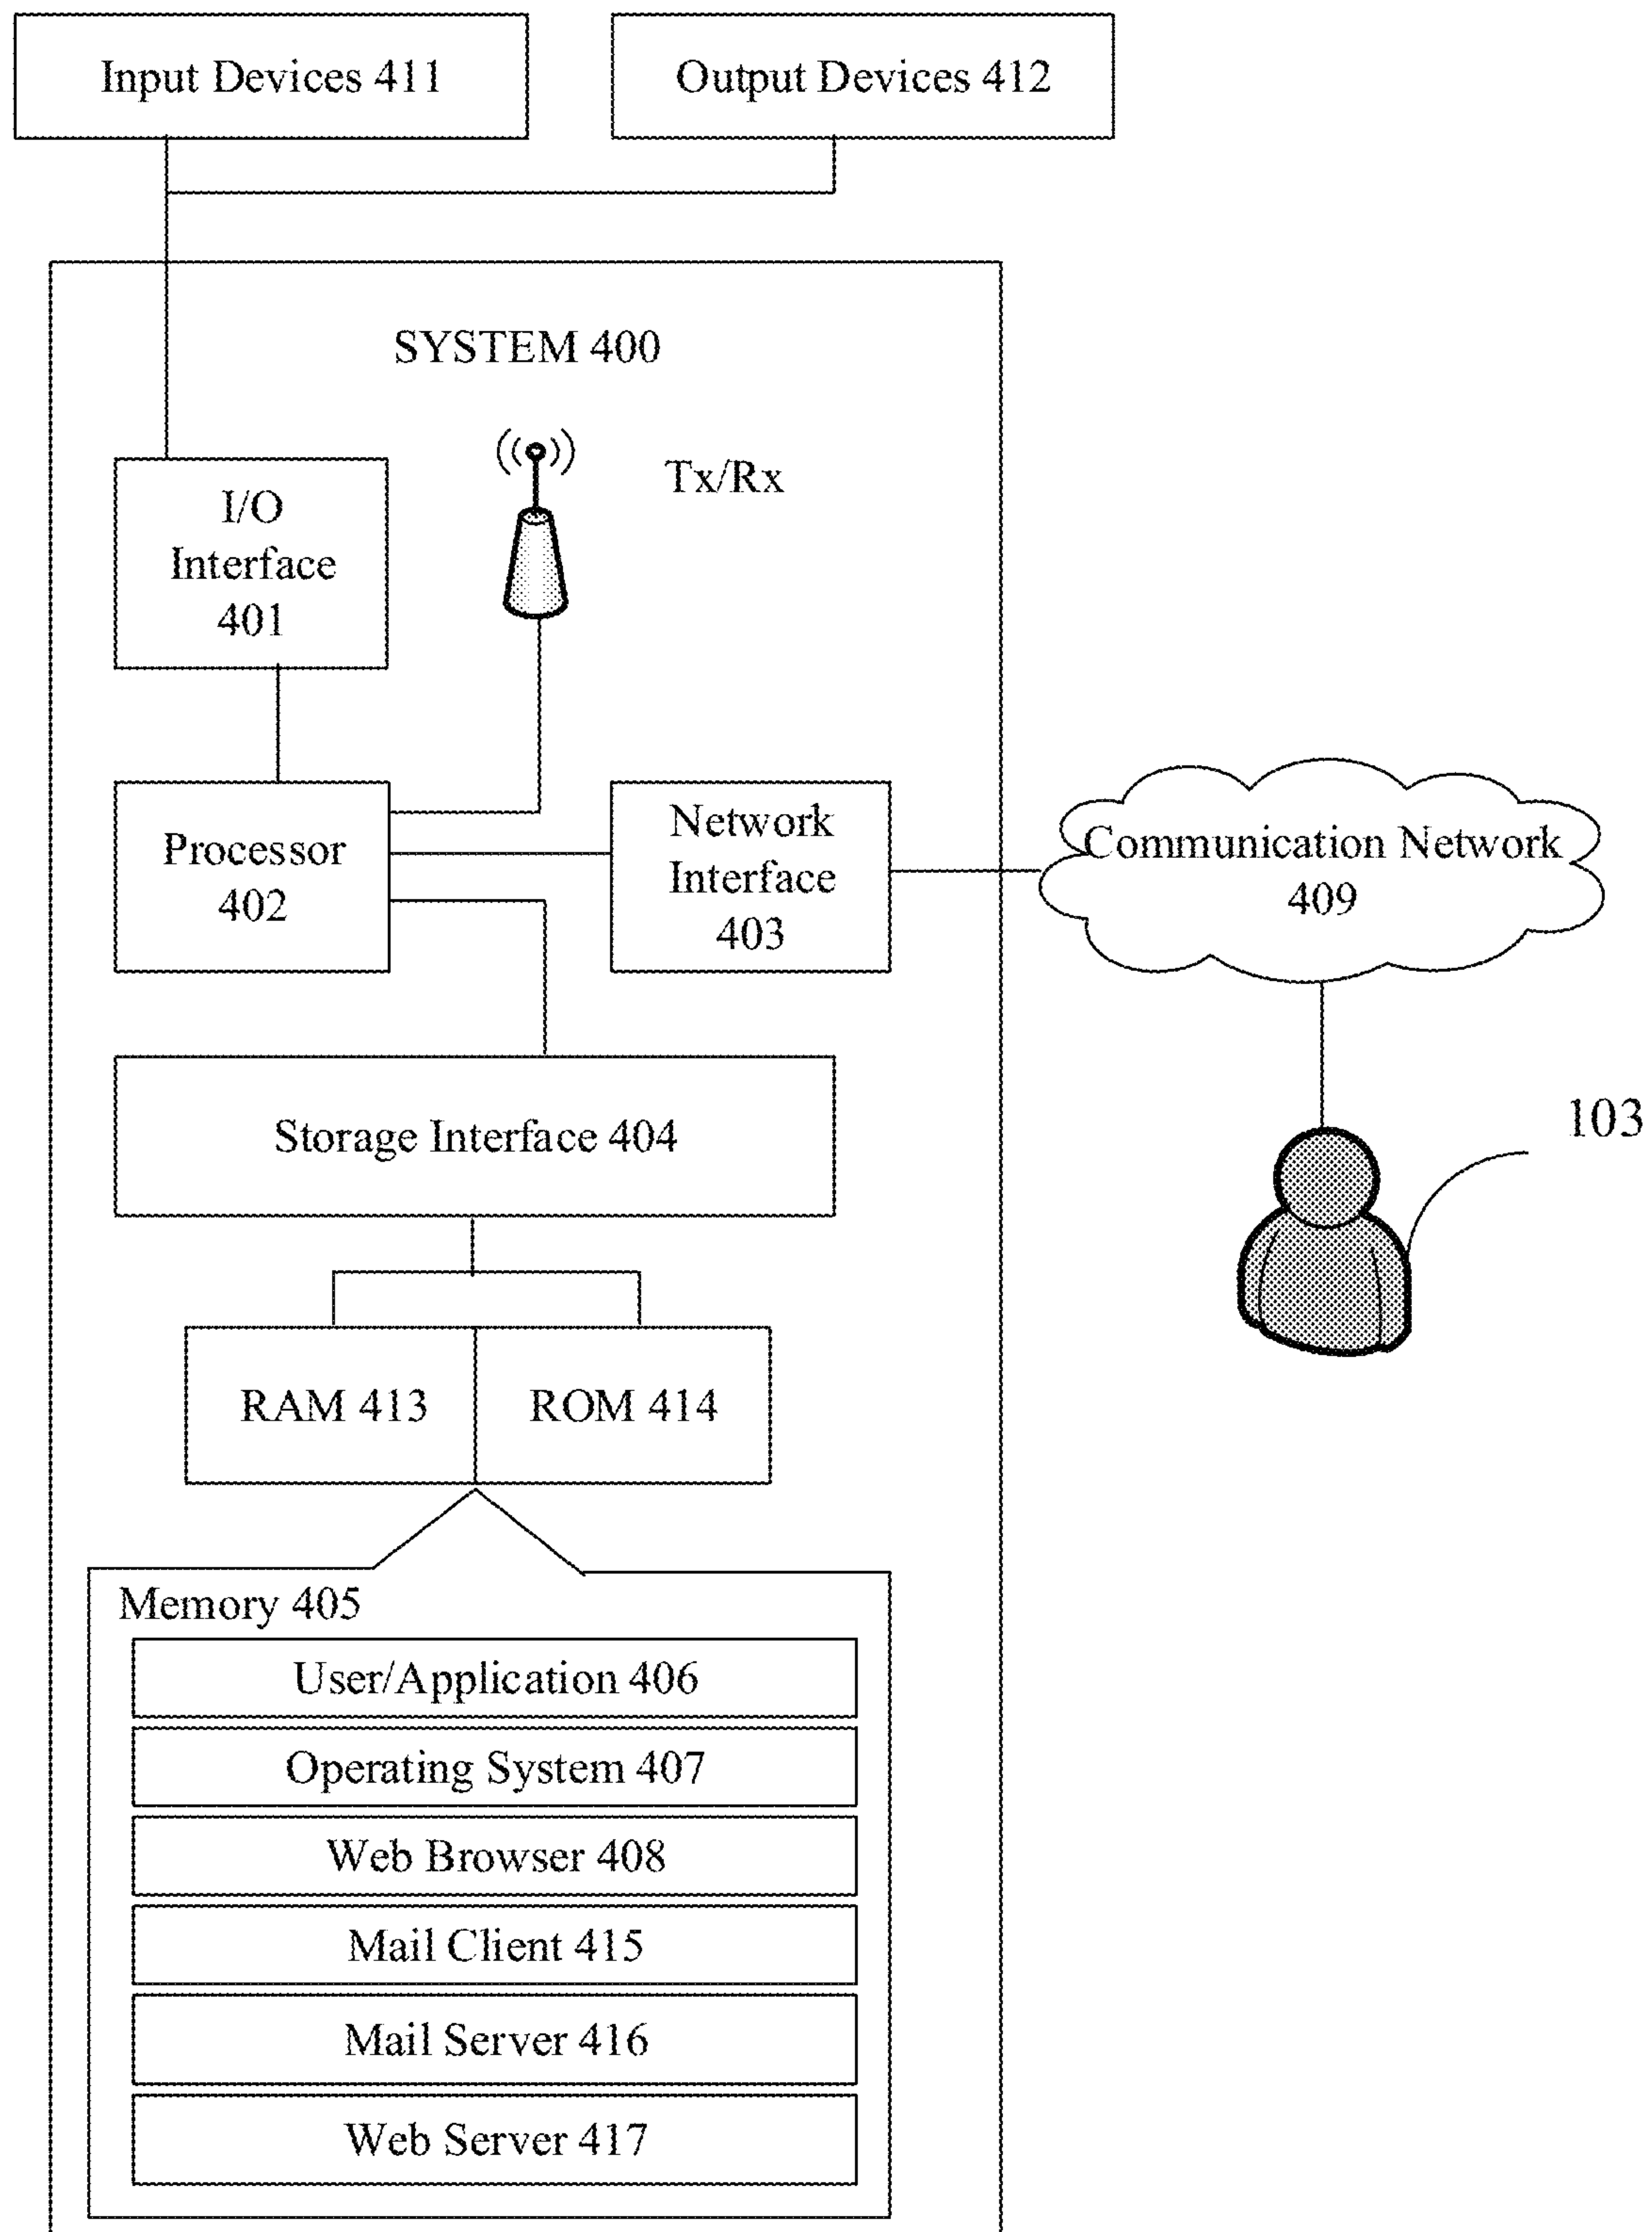 Input Devices 411
Output Devices 412
SYSTEM 400
I/O
Interface
401
Tx/Rx
Processor
402
Network
Interface
403
Communication Network
409
Storage Interface 404
103
RAM 413
ROM 414
Memory 405
User/Application 406
Operating System 407
Web Browser 408
Mail Client 415
Mail Server 416
Web Server 417